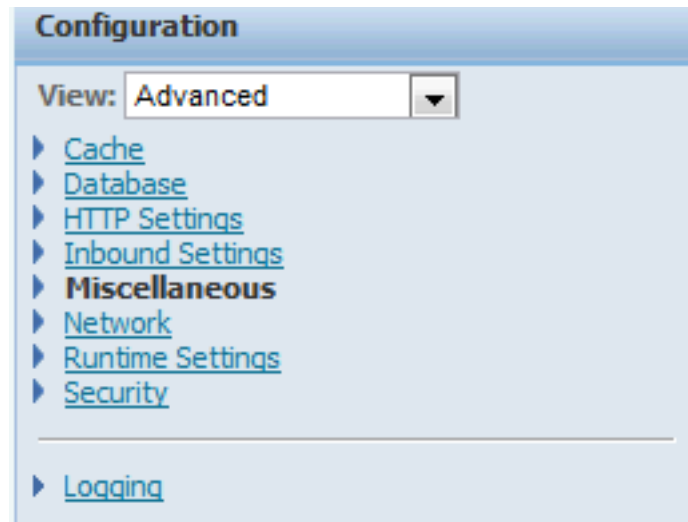 Configuration
View: Advanced
Cache
Database
HTTP Settings
Inbound Settings
Miscellaneous
Network
Runtime Settings
Security
Logging